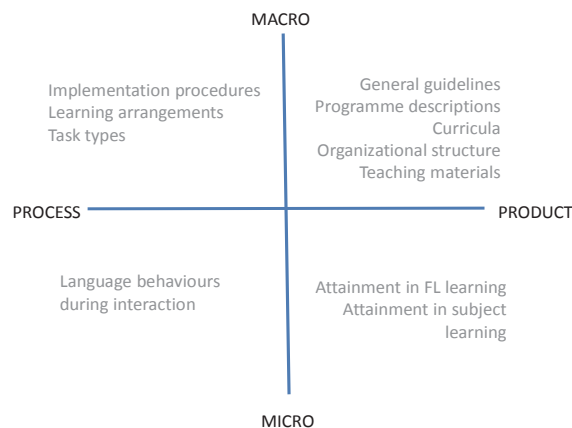 MACRO
Implementation procedures
Learning arrangements
Task types
General guidelines
Programme descriptions
Curricula
Organizational structure
Teaching materials
PROCESS
PRODUCT
Language behaviours
during interaction
Attainment in FL learning
Attainment in subject
learning
MICRO